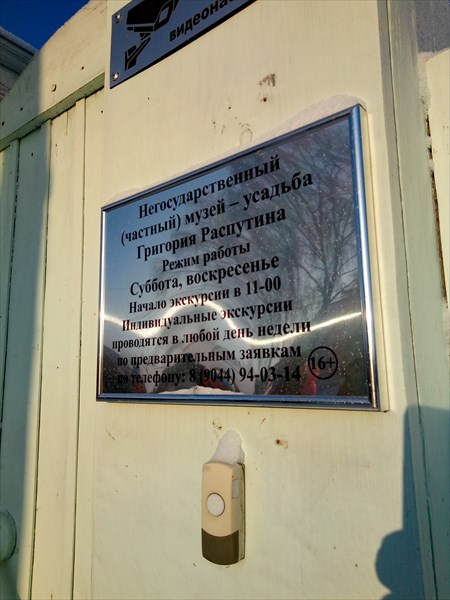 Негосударственный
(частный) музей – усадьба
Григория Распутина
Режим работы
Суббота, воскресенье
Начало экскурсии в 11-00
Индивидуальные экскурсии
проводятся в любой день недели
по предварительным заявкам
по телефону: 8 (9044) 94-03-14
16+